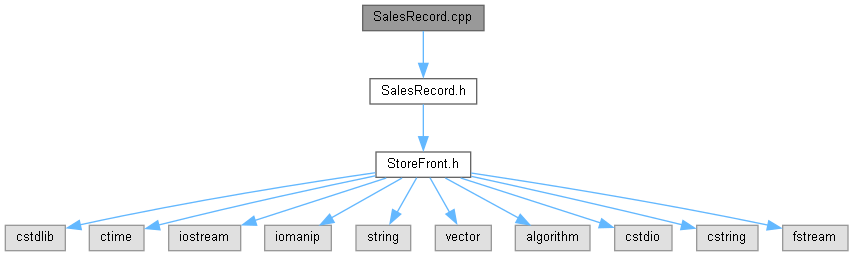 SalesRecord.cpp
SalesRecord.h
StoreFront.h
cstdlib
ctime
iostream
iomanip
string
vector
algorithm
cstdio
cstring
fstream